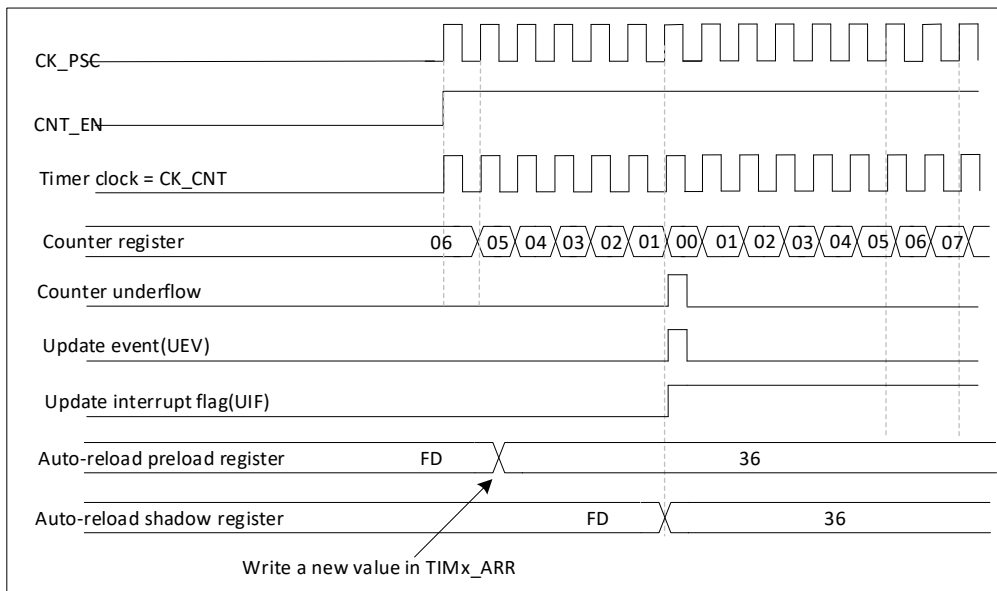 CK_PSC
CNT_EN
Timer clock = CK_CNT
Counter register 06 05 04 03 02 01 00 01 02 03 04 05 06 07
Counter underflow
Update event(UEV)
Update interrupt flag(UIF)
Auto-reload preload register FD 36
Auto-reload shadow register FD 36
Write a new value in TIMx_ARR